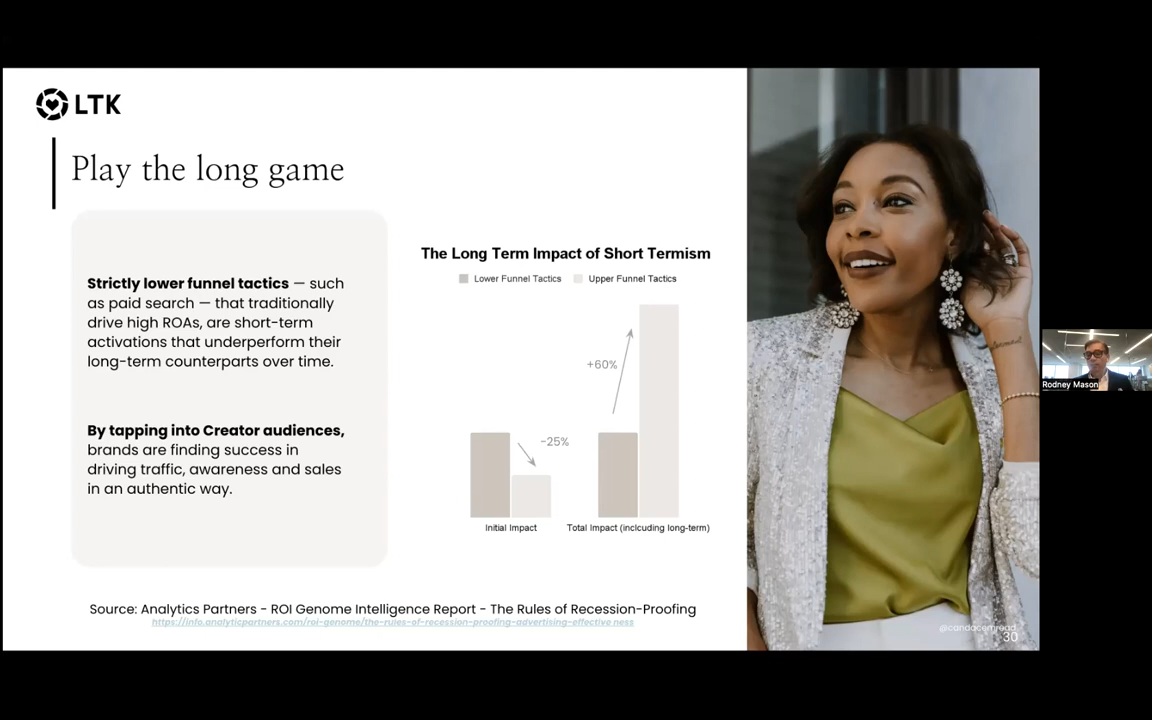 LTK
Play the long game
Strictly lower funnel tactics — such
as paid search — that traditionally
drive high ROAs, are short-term
activations that underperform their
long-term counterparts over time.
By tapping into Creator audiences,
brands are finding success in
driving traffic, awareness and sales
in an authentic way.
The Long Term Impact of Short Termism
Lower Funnel Tactics
Upper Funnel Tactics
+60%
-25%
Initial Impact
Total Impact (inlcuding long-term)
Source: Analytics Partners - ROI Genome Intelligence Report - The Rules of Recession-Proofing
https://info.analyticpartners.com/roi-genome/the-rules-of-recession-proofing-advertising-effective ness
30
Rodney Mason